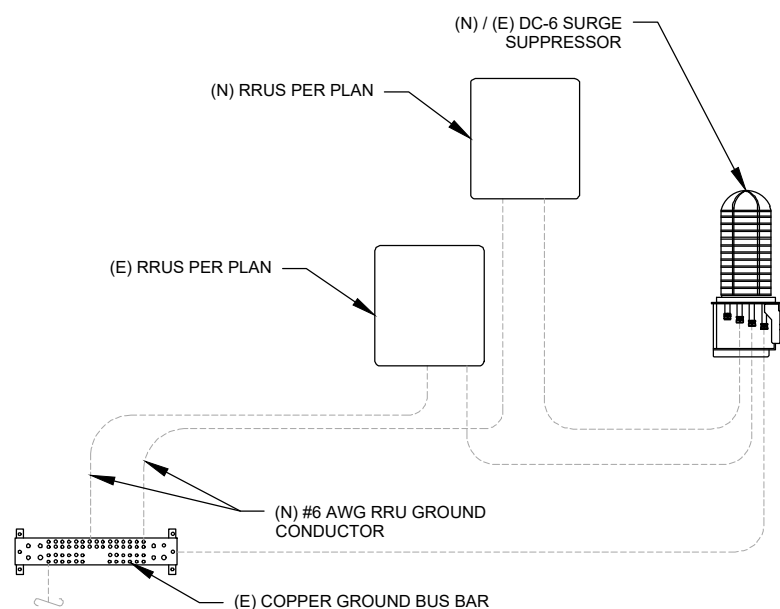 (N) / (E) DC-6 SURGE
SUPPRESSOR
(N) RRUS PER PLAN
(E) RRUS PER PLAN
(N) #6 AWG RRU GROUND
CONDUCTOR
(E) COPPER GROUND BUS BAR